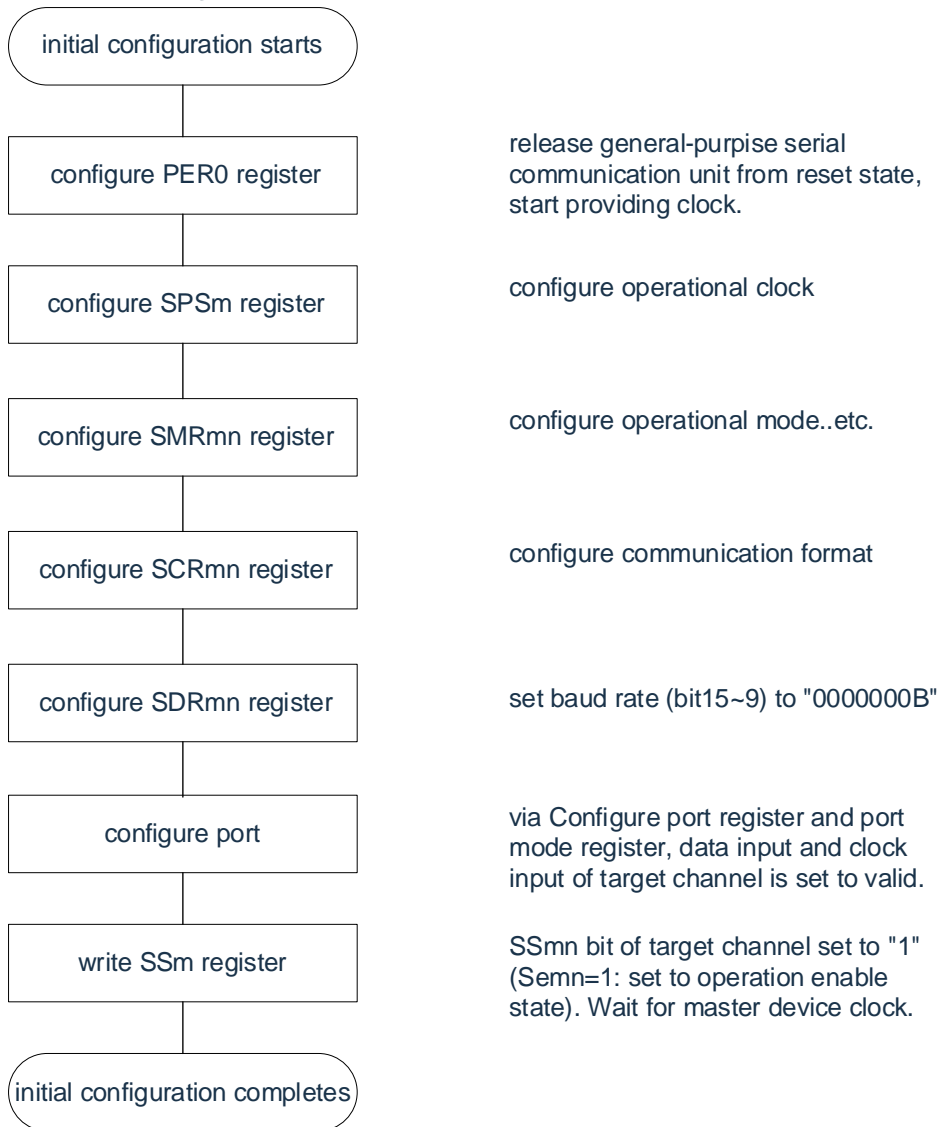 initial configuration starts
configure PER0 register
release general-purpise serial
communication unit from reset state,
start providing clock.
configure SPSm register
configure operational clock
configure SMRmn register
configure operational mode..etc.
configure SCRmn register
configure communication format
configure SDRmn register
set baud rate (bit15~9) to "0000000B"
configure port
via Configure port register and port
mode register, data input and clock
input of target channel is set to valid.
write SSm register
SSmn bit of target channel set to "1"
(Semn=1: set to operation enable
state). Wait for master device clock.
initial configuration completes